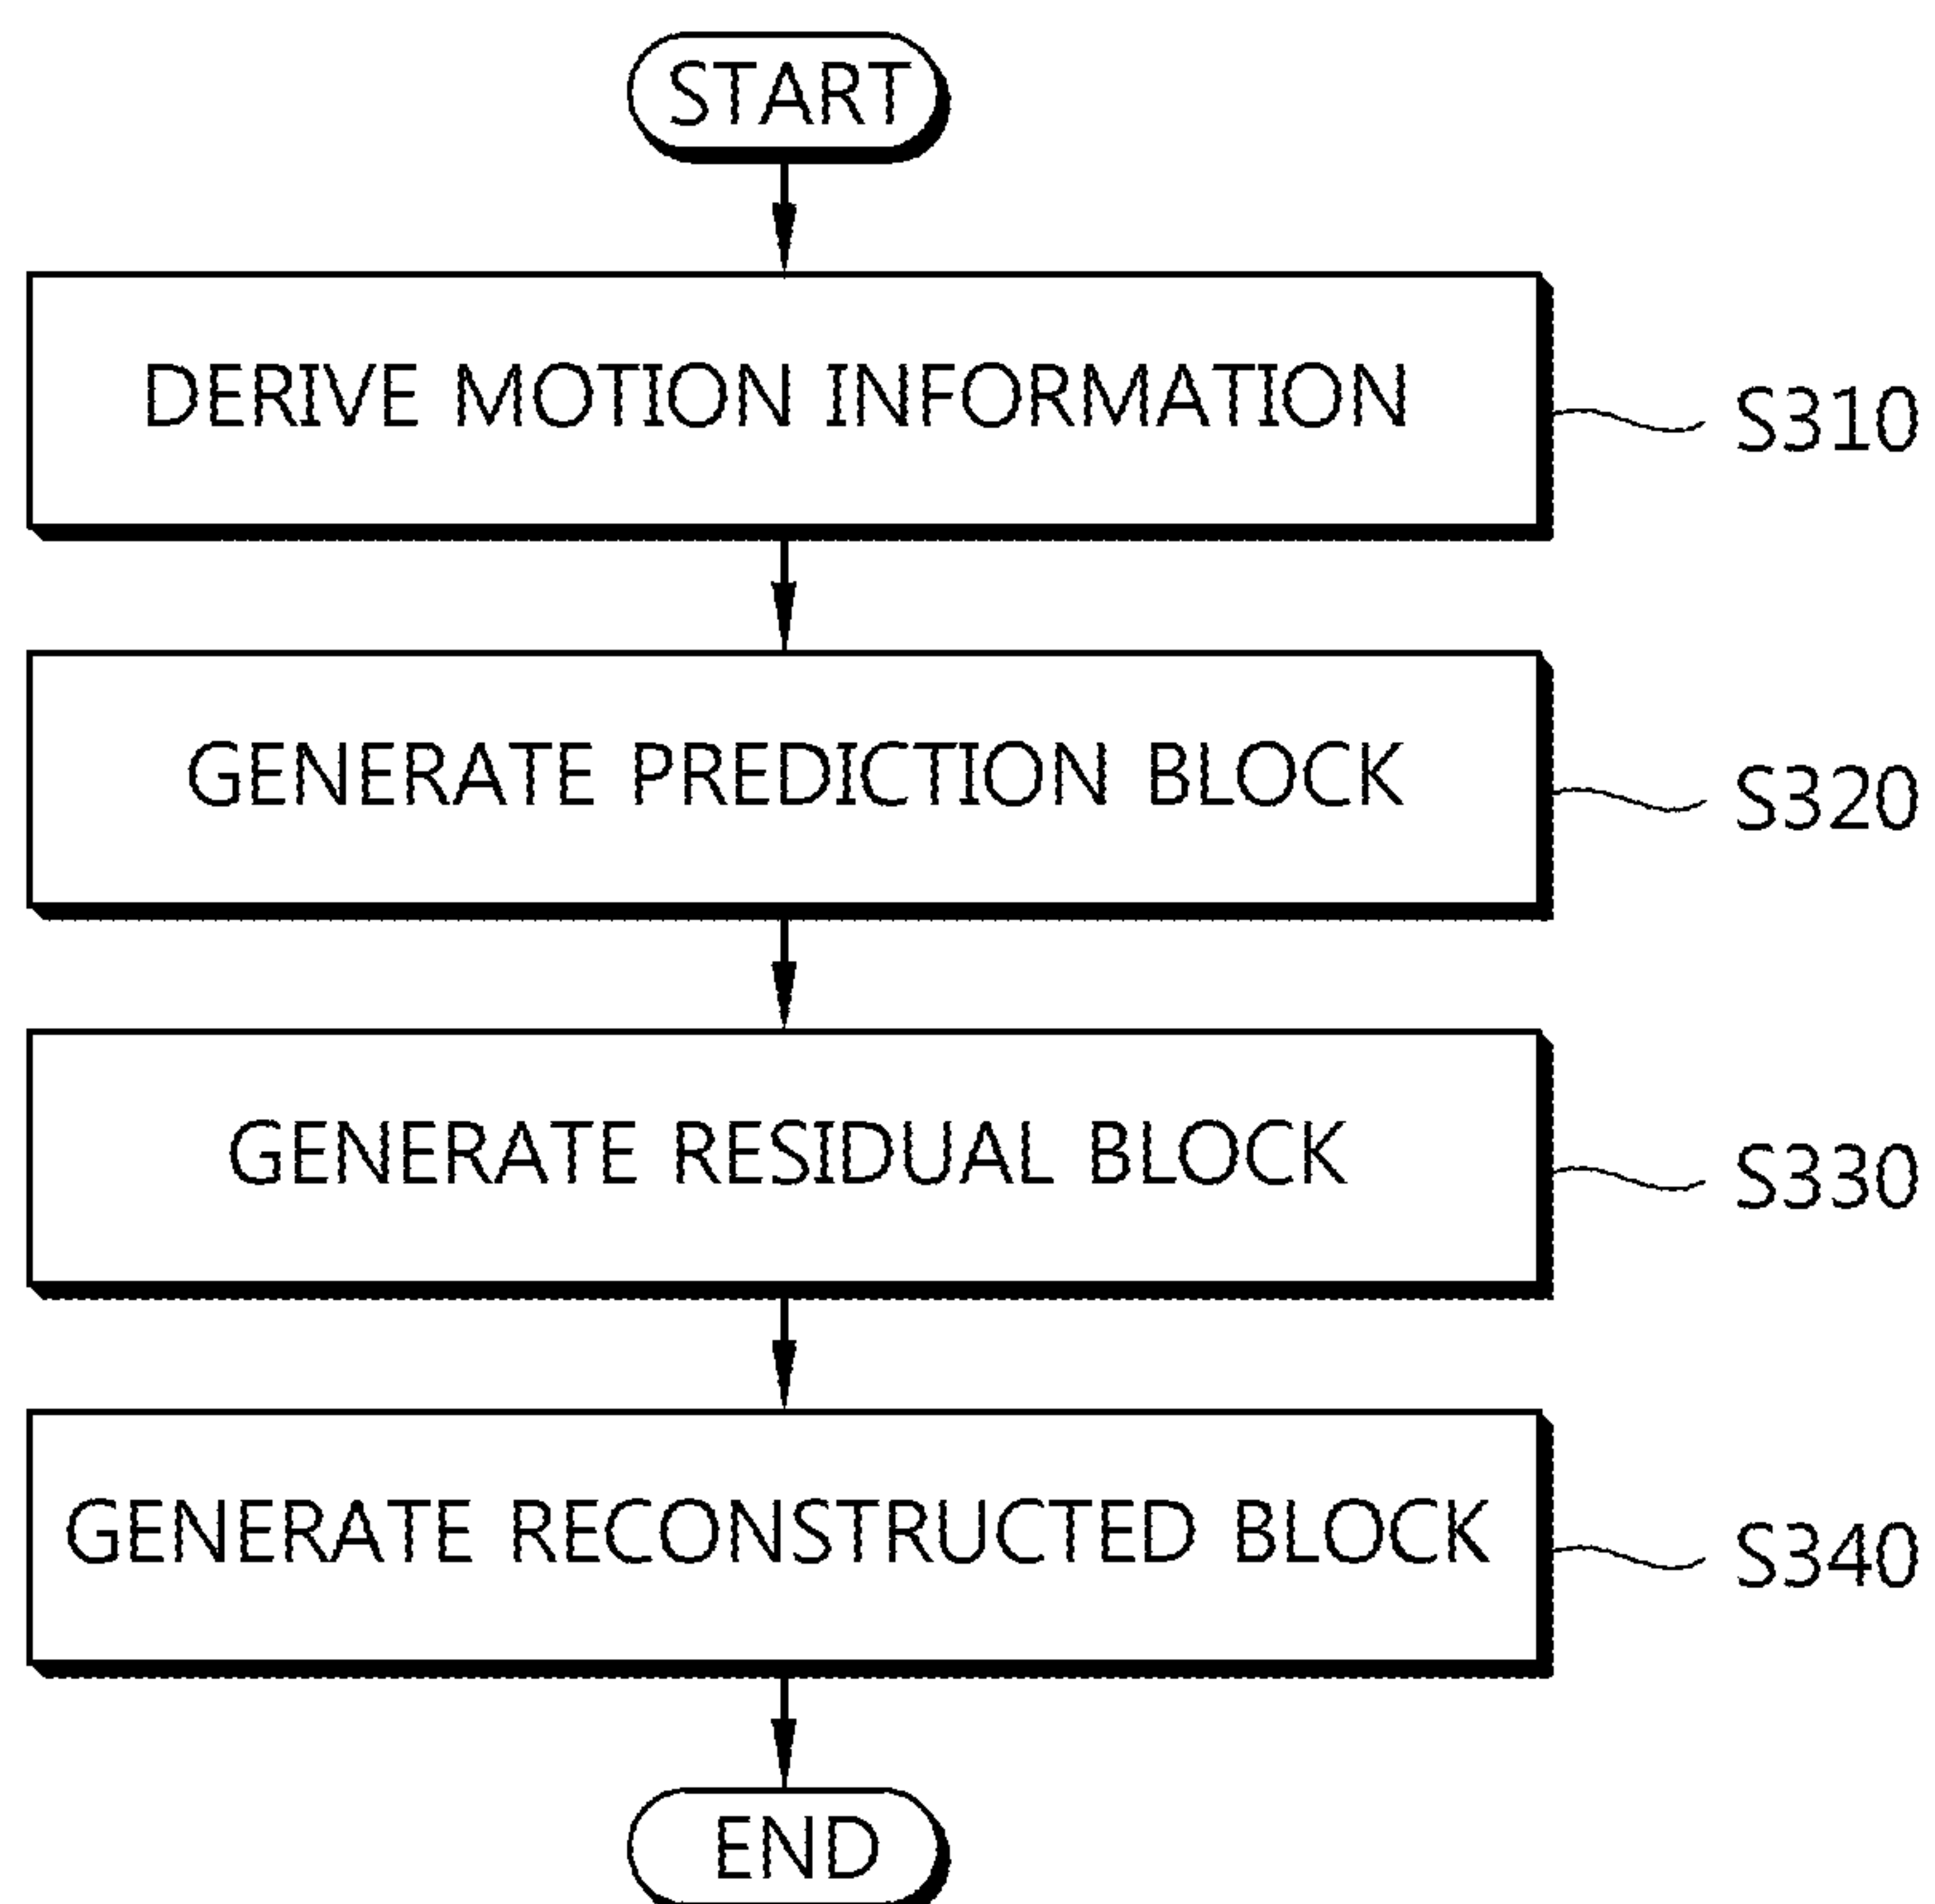 START
DERIVE MOTION INFORMATION
S310
GENERATE PREDICTION BLOCK
S320
GENERATE RESIDUAL BLOCK
S330
GENERATE RECONSTRUCTED BLOCK
S340
END